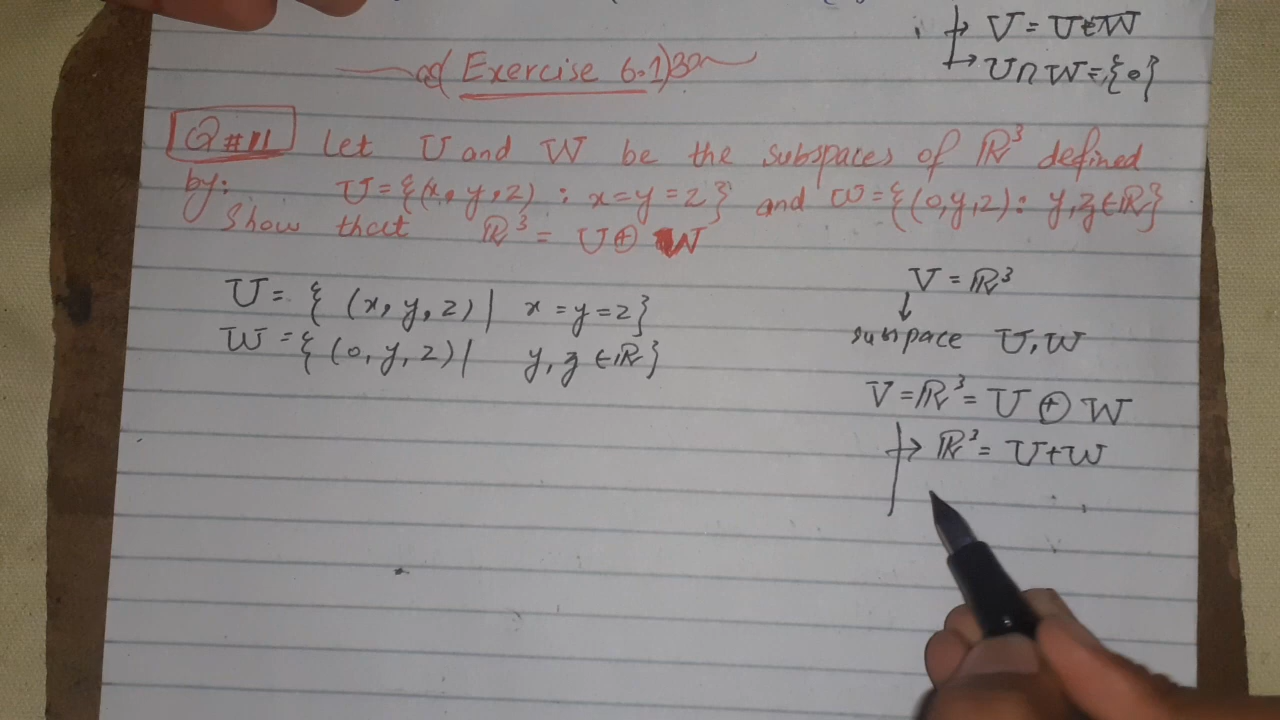 V = U⊕W
U∩W = {0}
Exercise 6.1
Q#11 Let U and W be the subspaces of ℝ³ defined
by: U = {(x, y, z) : x = y = z} and W = {(0, y, z) : y, z ∈ ℝ}
Show that ℝ³ = U ⊕ W
U = { (x, y, z) | x = y = z}
W = { (0, y, z) | y, z ∈ ℝ}
V = ℝ³
↓
subspace U, W
V = ℝ³ = U ⊕ W
→ ℝ³ = U + W